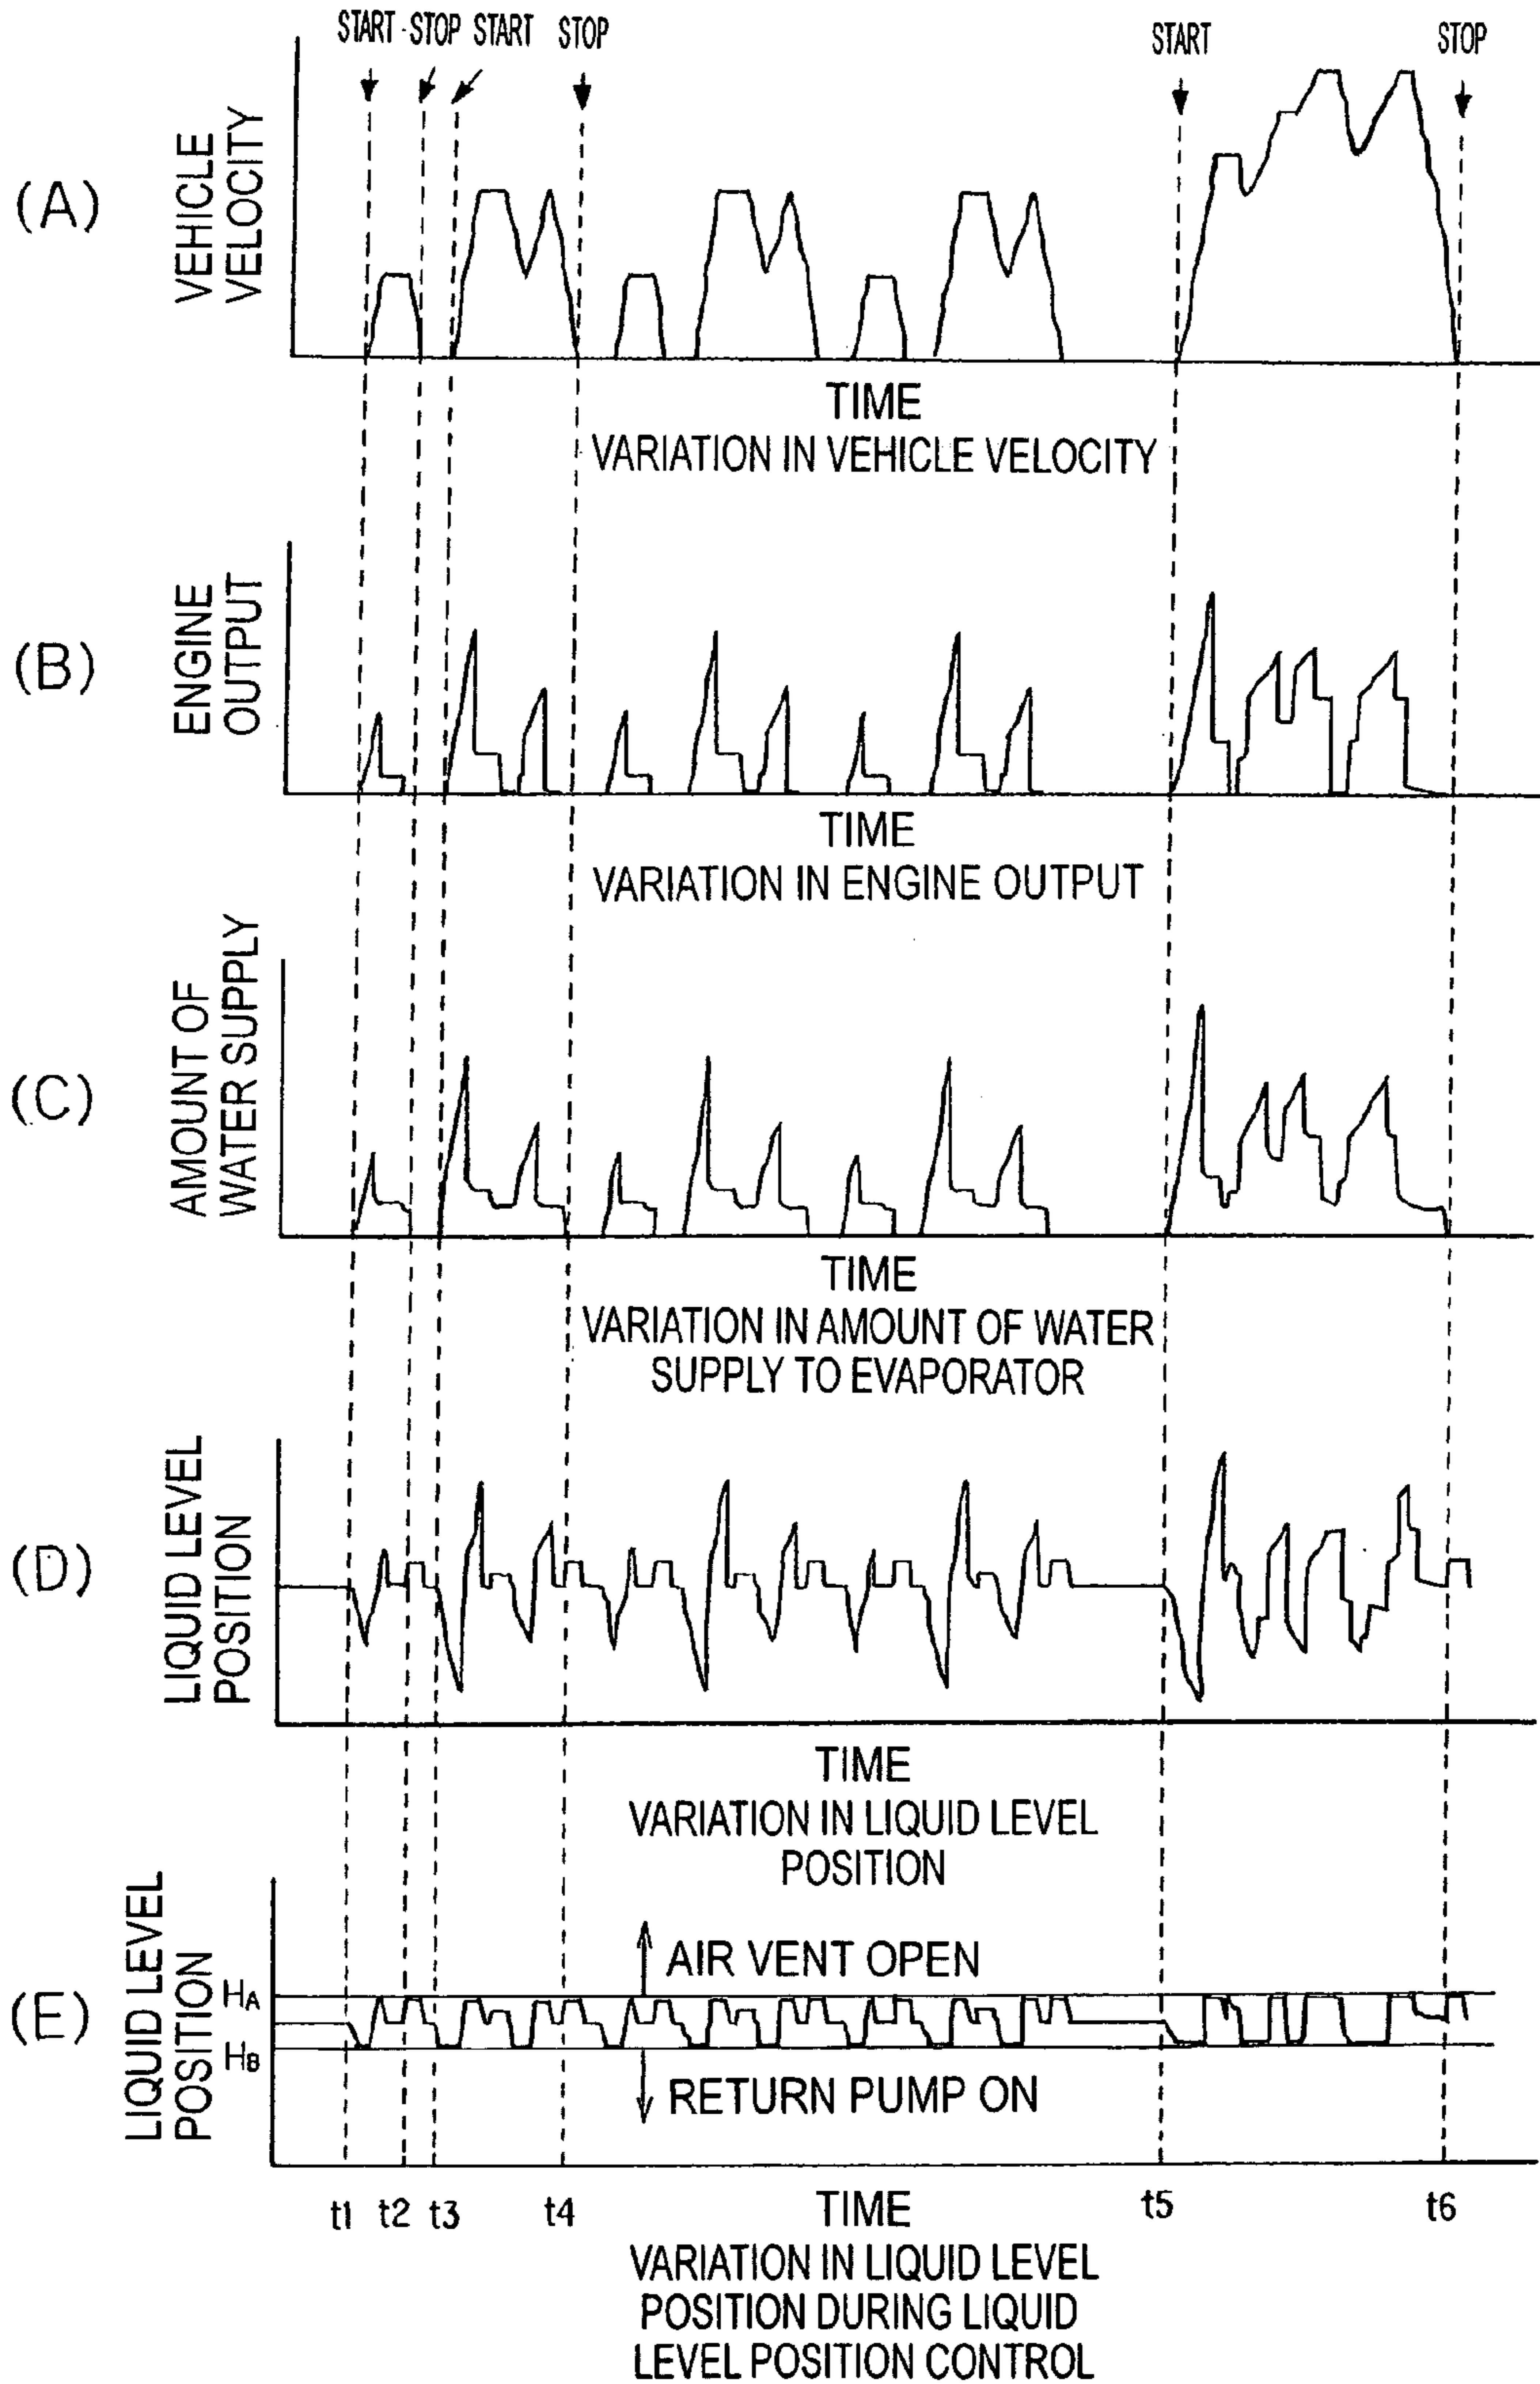 START STOP START STOP START STOP
(A)
VEHICLE
VELOCITY
TIME
VARIATION IN VEHICLE VELOCITY
(B)
ENGINE
OUTPUT
TIME
VARIATION IN ENGINE OUTPUT
(C)
AMOUNT OF
WATER SUPPLY
TIME
VARIATION IN AMOUNT OF WATER
SUPPLY TO EVAPORATOR
(D)
LIQUID LEVEL
POSITION
TIME
VARIATION IN LIQUID LEVEL
POSITION
(E)
LIQUID LEVEL
POSITION
HA
HB
AIR VENT OPEN
RETURN PUMP ON
t1 t2 t3 t4 t5 t6
TIME
VARIATION IN LIQUID LEVEL
POSITION DURING LIQUID
LEVEL POSITION CONTROL